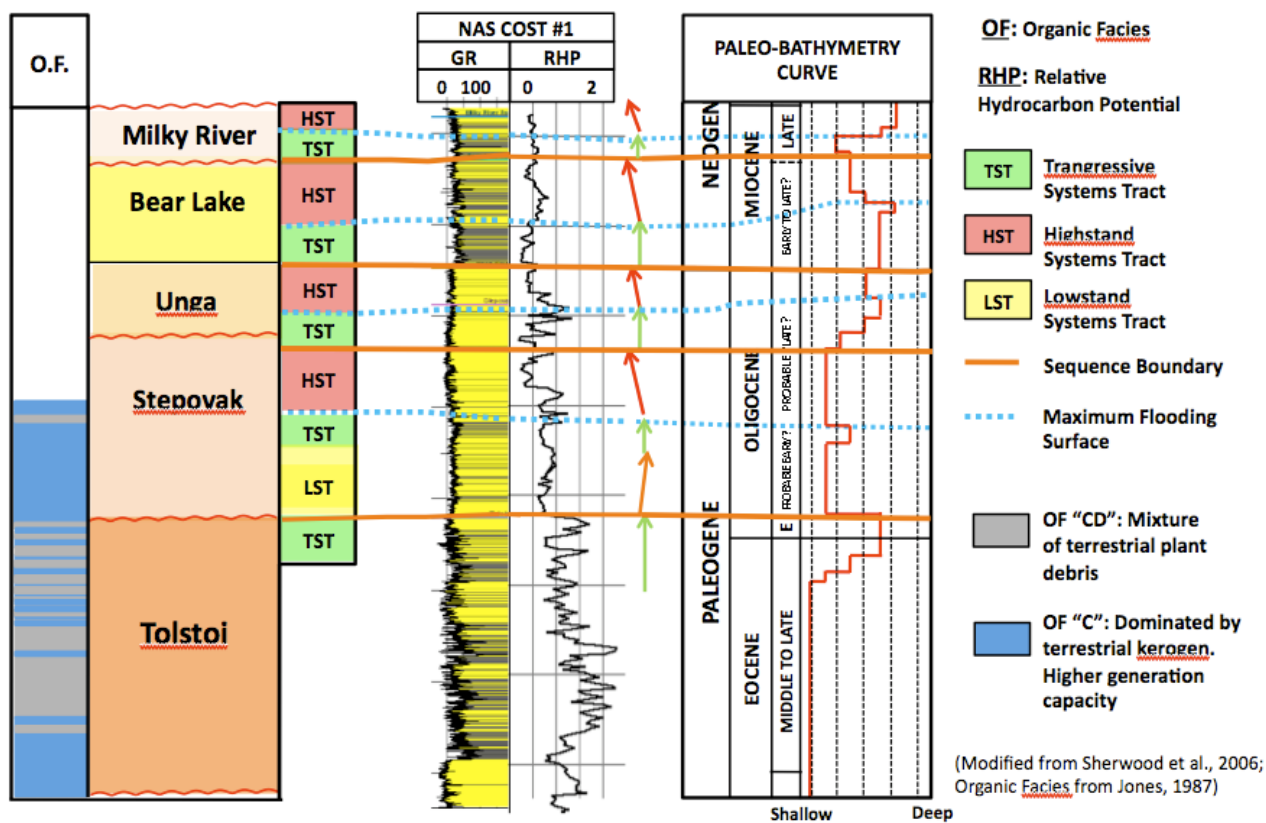 O.F.
Milky River
Bear Lake
Unga
Stepovak
Tolstoi
HST
TST
HST
TST
HST
TST
HST
TST
LST
TST
NAS COST #1
GR
RHP
0 100
0 2
PALEO-BATHYMETRY
CURVE
NEOGEN
PALEOGENE
MIOCENE
OLIGOCENE
EOCENE
LATE
EARLY TO LATE?
PROBABLE LATE?
PROBABLE EARLY?
E
MIDDLE TO LATE
Shallow
Deep
OF: Organic Facies
RHP: Relative
Hydrocarbon Potential
TST
Trangressive
Systems Tract
HST
Highstand
Systems Tract
LST
Lowstand
Systems Tract
Sequence Boundary
Maximum Flooding
Surface
OF “CD”: Mixture
of terrestrial plant
debris
OF “C”: Dominated by
terrestrial kerogen.
Higher generation
capacity
(Modified from Sherwood et al., 2006;
Organic Facies from Jones, 1987)